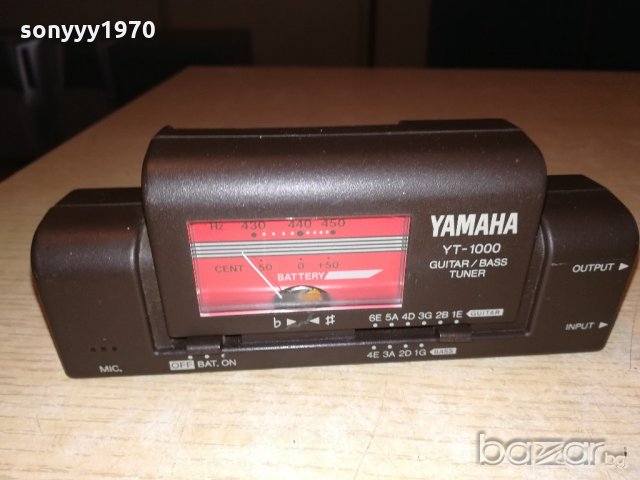 sonyyy1970
Hz 430 440 450
CENT 50 0 +50
BATTERY
♭ ►◄ ♯
YAMAHA
YT-1000
GUITAR / BASS
TUNER
OUTPUT ►
INPUT ►
6E 5A 4D 3G 2B 1E GUITAR
4E 3A 2D 1G BASS
MIC.
OFF BAT. ON
bazar.bg